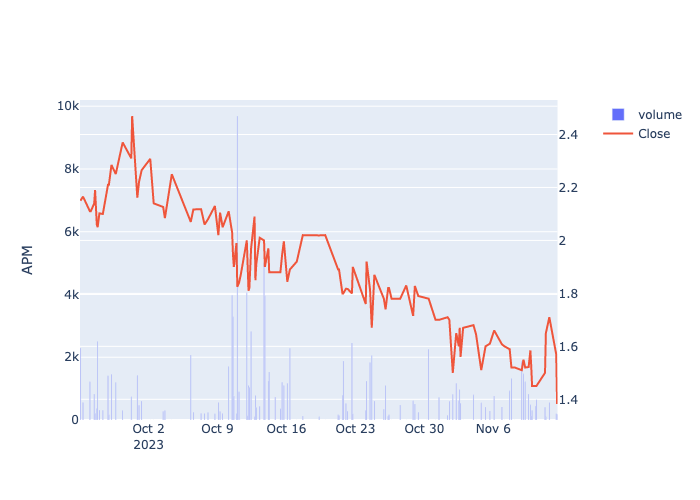 10k
8k
6k
4k
2k
0
APM
2.4
2.2
2
1.8
1.6
1.4
Oct 2
2023
Oct 9
Oct 16
Oct 23
Oct 30
Nov 6
volume
Close